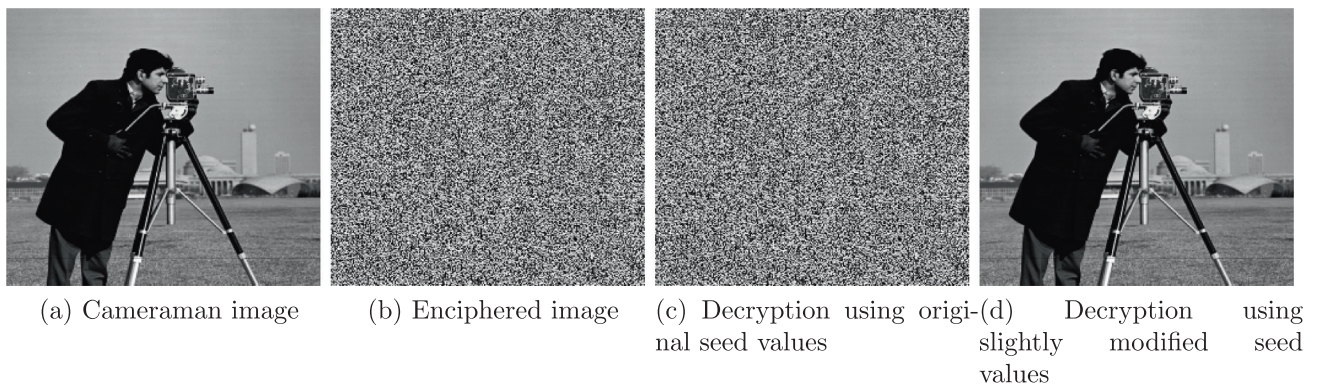 (a) Cameraman image
(b) Enciphered image
(c) Decryption using origi-
nal seed values
(d) Decryption using
slightly modified seed
values